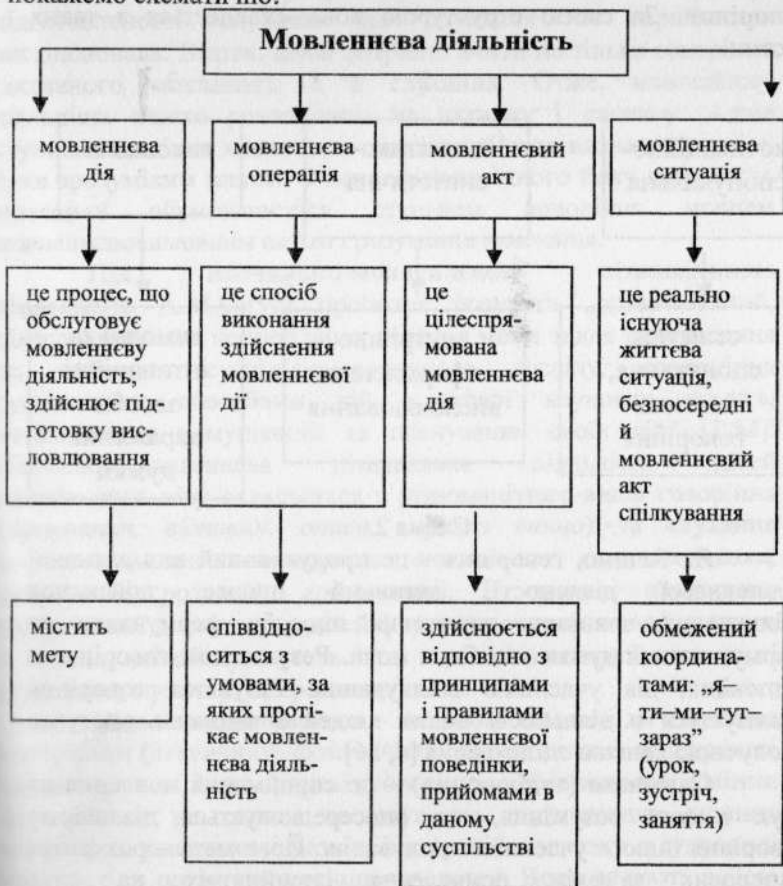 покажемо схемати що:
Мовленнєва діяльність
мовленнєва
дія
мовленнєва
операція
мовленнєвий
акт
мовленнєва
ситуація
це процес, що
обслуговує
мовленнєву
діяльність;
здійснює під-
готовку вис-
ловлювання
це спосіб
виконання
здійснення
мовленнєвої
дії
це
цілеспря-
мована
мовленнєва
дія
це реально
існуюча
життєва
ситуація,
безносередні
й
мовленнєвий
акт
спілкування
містить
мету
співвідно-
ситься з
умовами, за
яких проті-
кає мовлен-
нєва діяль-
ність
здійснюється
відповідно з
принципами
і правилами
мовленнєвої
поведінки
прийомами в
даному
суспільстві
обмежений
координа-
тами: „я–
ти–ми–тут–
зараз”
(урок,
зустріч,
заняття)